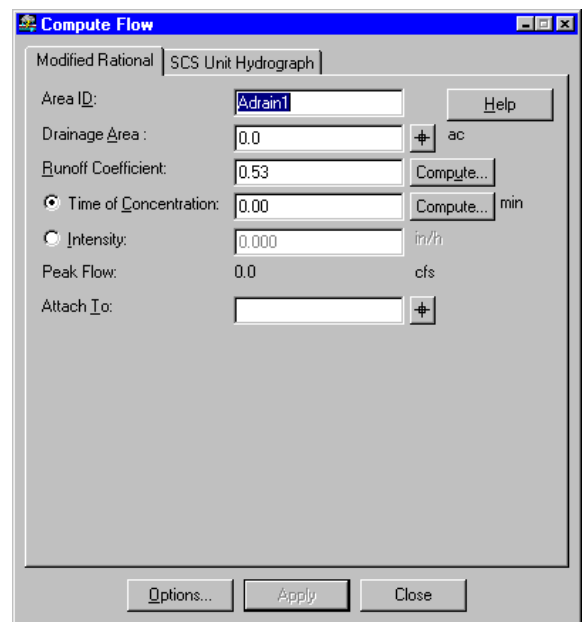 Compute Flow
Modified Rational SCS Unit Hydrograph
Area ID: Adrain1 Help
Drainage Area : 0.0 ac
Runoff Coefficient: 0.53 Compute...
Time of Concentration: 0.00 Compute... min
Intensity: 0.000 in/h
Peak Flow: 0.0 cfs
Attach To:
Options... Apply Close